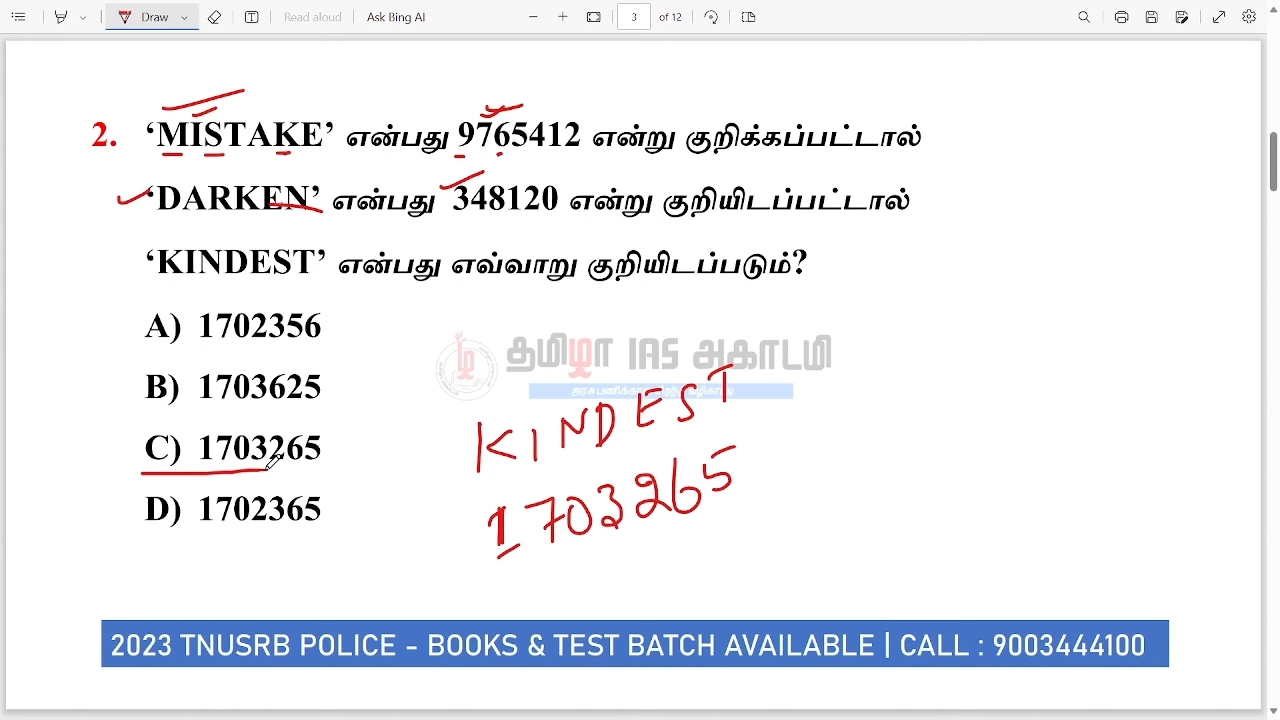 Draw
Read aloud
Ask Bing AI
3
of 12
2. ‘MISTAKE’ என்பது 9765412 என்று குறிக்கப்பட்டால்
‘DARKEN’ என்பது 348120 என்று குறியிடப்பட்டால்
‘KINDEST’ என்பது எவ்வாறு குறியிடப்படும்?
A) 1702356
B) 1703625
C) 1703265
D) 1702365
தமிழா IAS அகாடமி
KINDEST
1703265
2023 TNUSRB POLICE - BOOKS & TEST BATCH AVAILABLE | CALL : 9003444100